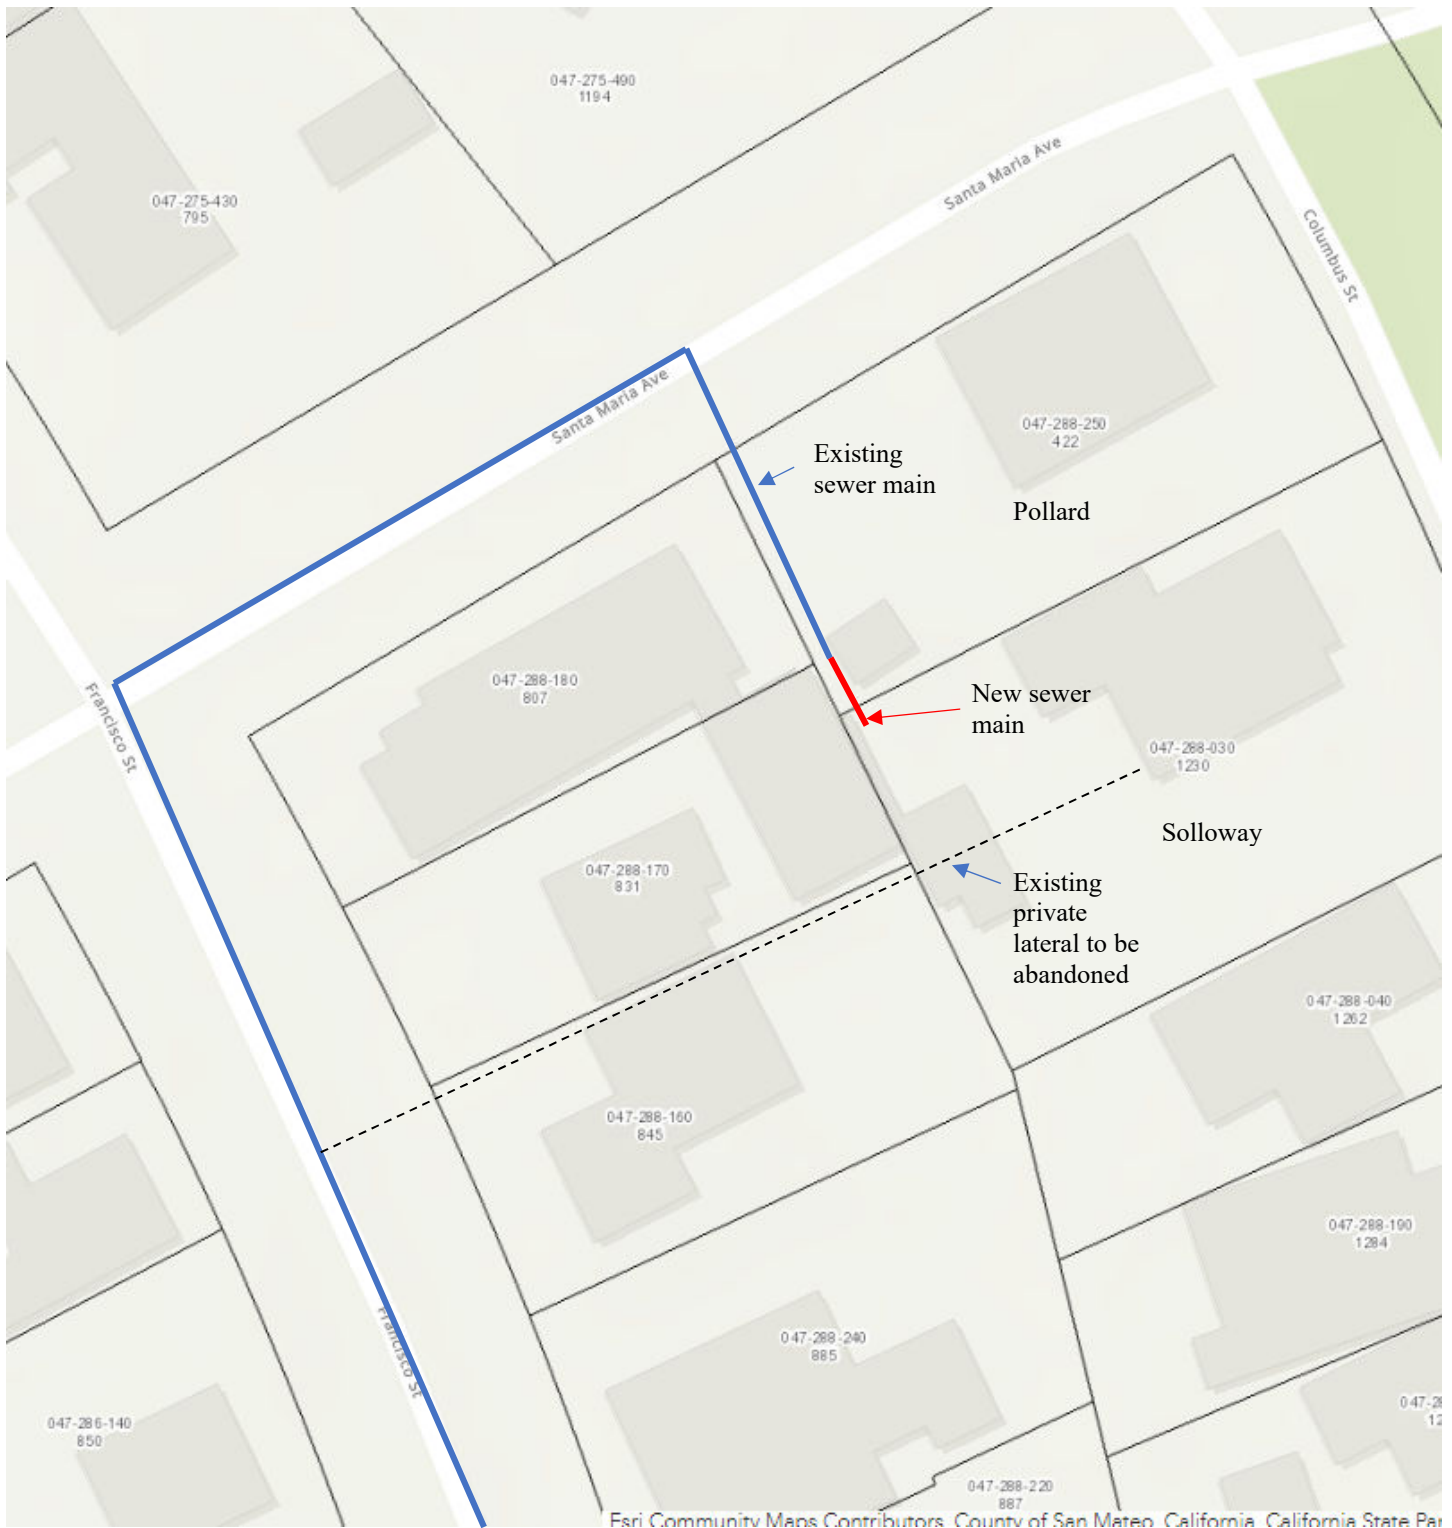 047-275-490
1194
Santa Maria Ave
047-275-430
795
Columbus St
Santa Maria Ave
047-288-250
422
Existing
sewer main
Pollard
047-288-180
807
Francisco St
New sewer
main
047-288-030
1230
Solloway
047-288-170
831
Existing
private
lateral to be
abandoned
047-288-040
1262
047-288-160
845
047-288-190
1284
Francisco St
047-288-240
885
047-28
12
047-286-140
850
047-288-220
887
Esri Community Maps Contributors, County of San Mateo, California, California State Par